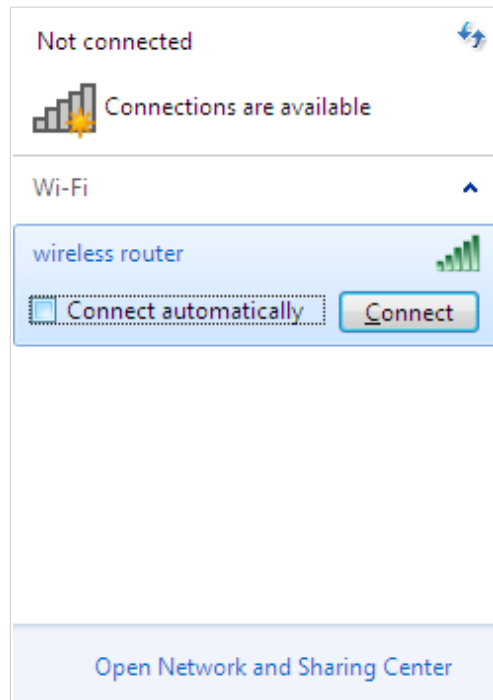 Not connected
Connections are available
Wi-Fi
wireless router
Connect automatically
Connect
Open Network and Sharing Center